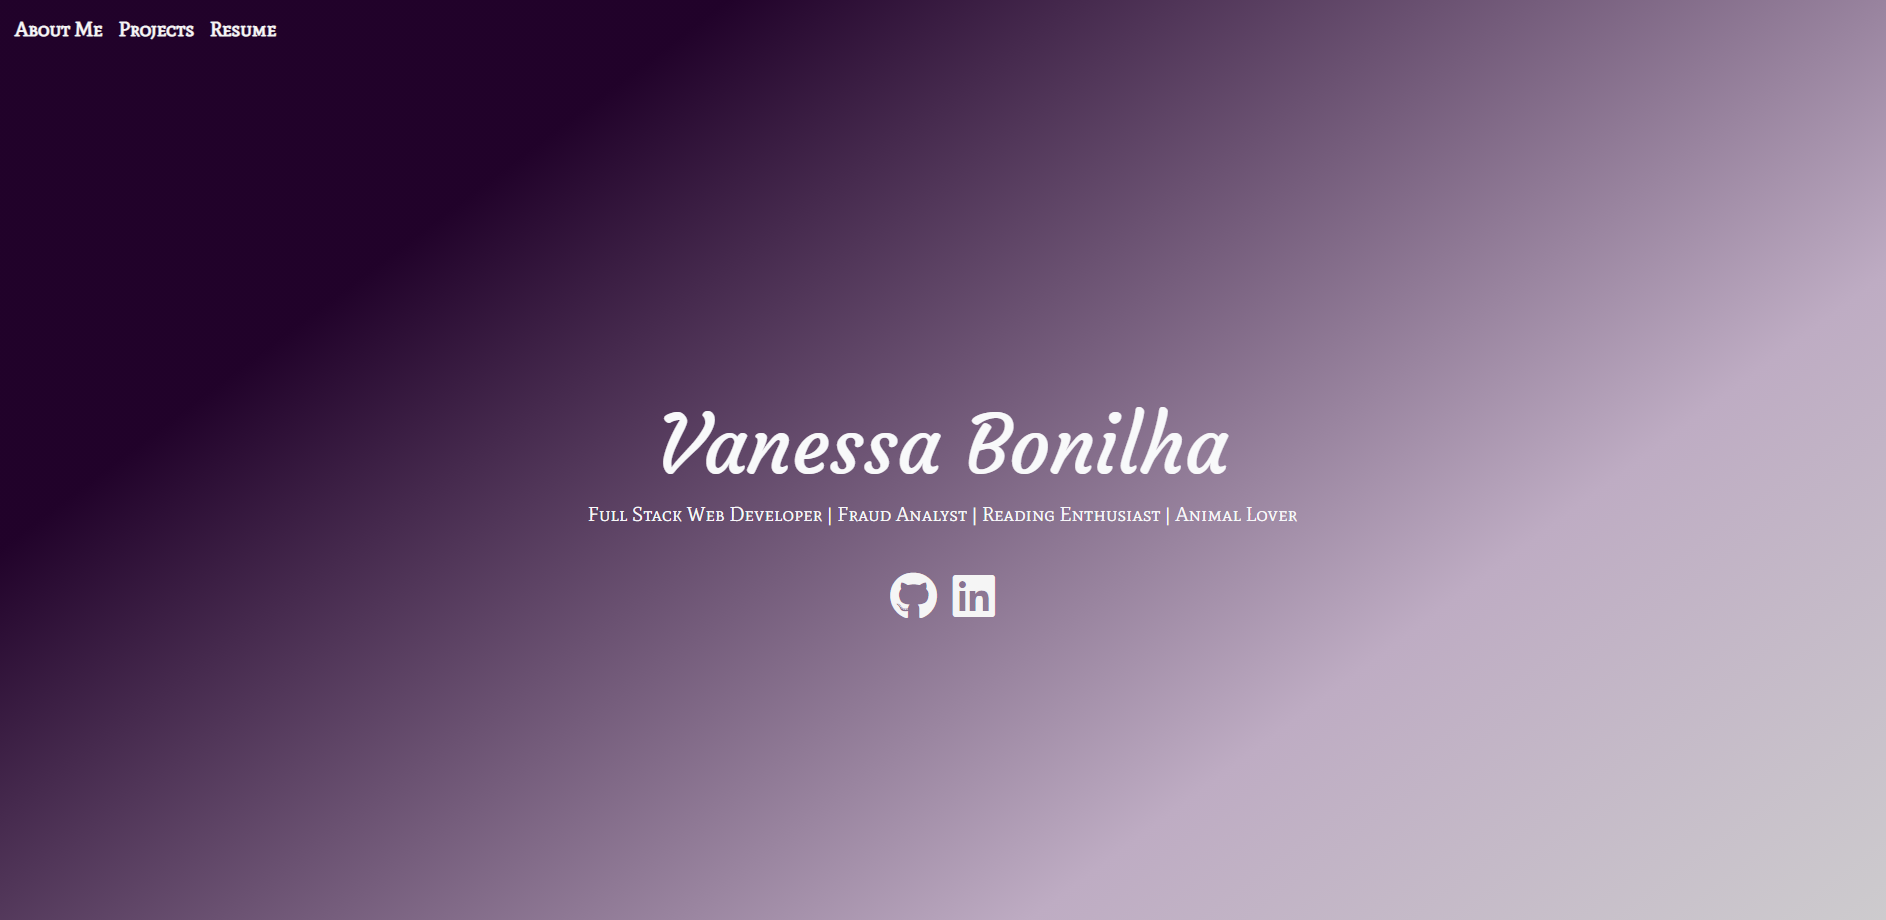 About Me Projects Resume
Vanessa Bonilha
Full Stack Web Developer | Fraud Analyst | Reading Enthusiast | Animal Lover
in